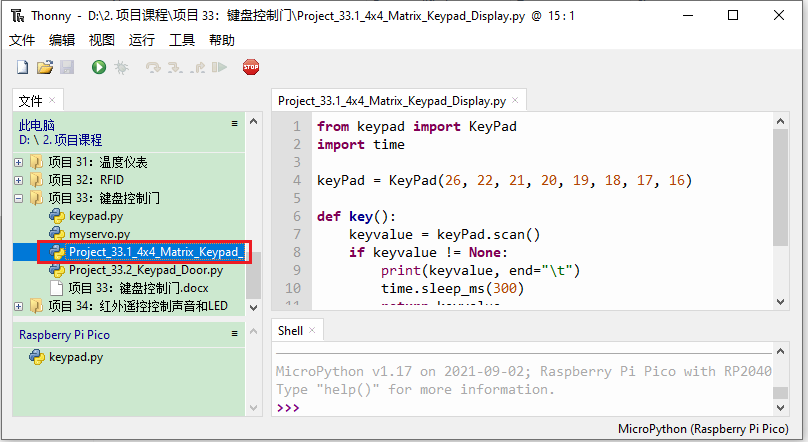 Thonny - D:\2. 项目课程\项目 33：键盘控制门\Project_33.1_4x4_Matrix_Keypad_Display.py @ 15 : 1
文件 编辑 视图 运行 工具 帮助
STOP
文件
此电脑
D: \ 2. 项目课程
项目 31：温度仪表
项目 32：RFID
项目 33：键盘控制门
keypad.py
myservo.py
Project_33.1_4x4_Matrix_Keypad_
Project_33.2_Keypad_Door.py
项目 33：键盘控制门.docx
项目 34：红外遥控控制声音和LED
Raspberry Pi Pico
keypad.py
Project_33.1_4x4_Matrix_Keypad_Display.py
1 from keypad import KeyPad
2 import time
3
4 keyPad = KeyPad(26, 22, 21, 20, 19, 18, 17, 16)
5
6 def key():
7 keyvalue = keyPad.scan()
8 if keyvalue != None:
9 print(keyvalue, end="\t")
10 time.sleep_ms(300)
11 return keyvalue
Shell
MicroPython v1.17 on 2021-09-02; Raspberry Pi Pico with RP2040
Type "help()" for more information.
>>>
MicroPython (Raspberry Pi Pico)